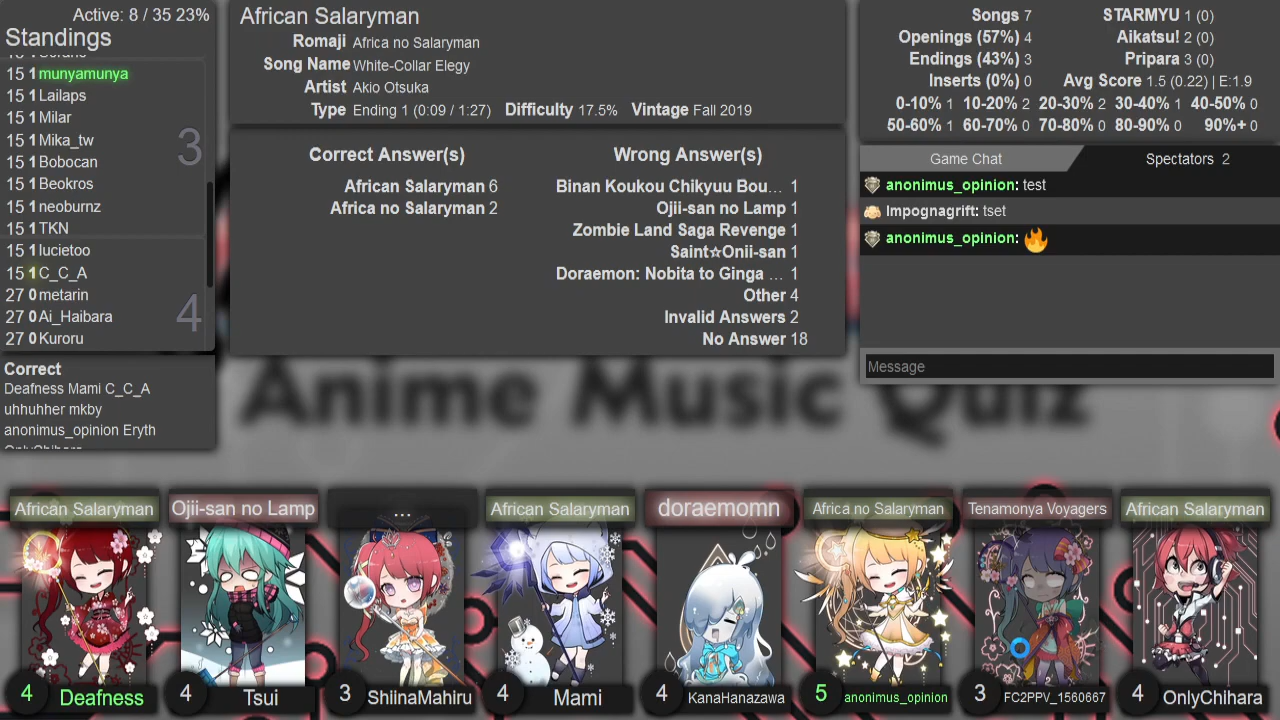 Active: 8 / 35 23%
Standings
15 1 munyamunya
15 1 Lailaps
15 1 Milar
15 1 Mika_tw
15 1 Bobocan
15 1 Beokros
15 1 neoburnz
15 1 TKN
15 1 lucietoo
15 1 C_C_A
27 0 metarin
27 0 Ai_Haibara
27 0 Kuroru
3
4
Correct
Deafness Mami C_C_A
uhhuhher mkby
anonimus_opinion Eryth
African Salaryman
Romaji Africa no Salaryman
Song Name White-Collar Elegy
Artist Akio Otsuka
Type Ending 1 (0:09 / 1:27) Difficulty 17.5% Vintage Fall 2019
Correct Answer(s)
African Salaryman 6
Africa no Salaryman 2
Wrong Answer(s)
Binan Koukou Chikyuu Bou... 1
Ojii-san no Lamp 1
Zombie Land Saga Revenge 1
Saint☆Onii-san 1
Doraemon: Nobita to Ginga ... 1
Other 4
Invalid Answers 2
No Answer 18
Songs 7 STARMYU 1 (0)
Openings (57%) 4 Aikatsu! 2 (0)
Endings (43%) 3 Pripara 3 (0)
Inserts (0%) 0 Avg Score 1.5 (0.22) | E:1.9
0-10% 1 10-20% 2 20-30% 2 30-40% 1 40-50% 0
50-60% 1 60-70% 0 70-80% 0 80-90% 0 90%+ 0
Game Chat Spectators 2
anonimus_opinion: test
Impognagrift: tset
anonimus_opinion: 🔥
Message
Anime Music Quiz
African Salaryman
Ojii-san no Lamp
...
African Salaryman
doraemomn
Africa no Salaryman
Tenamonya Voyagers
African Salaryman
4 Deafness
4 Tsui
3 ShiinaMahiru
4 Mami
4 KanaHanazawa
5 anonimus_opinion
3 FC2PPV_1560667
4 OnlyChihara